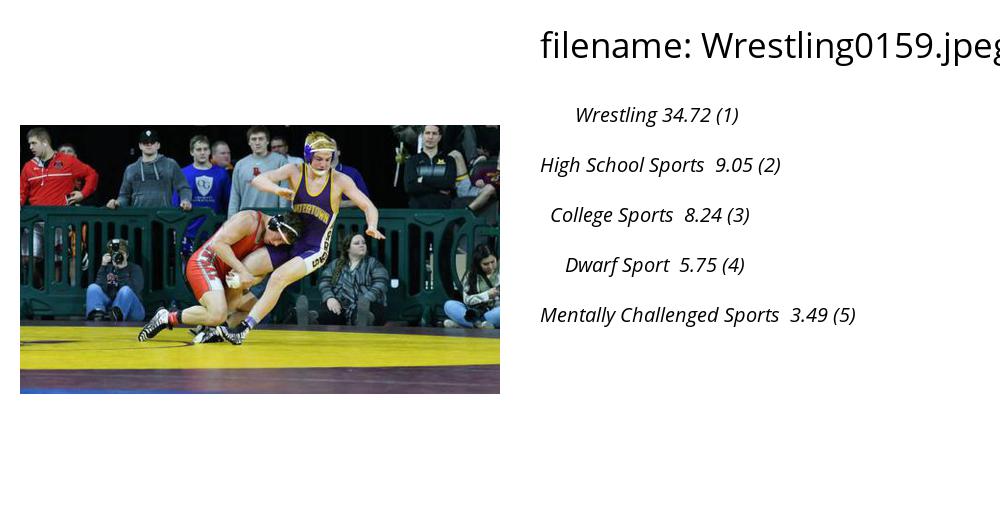 filename: Wrestling0159.jpeg
Wrestling 34.72 (1)
High School Sports 9.05 (2)
College Sports 8.24 (3)
Dwarf Sport 5.75 (4)
Mentally Challenged Sports 3.49 (5)